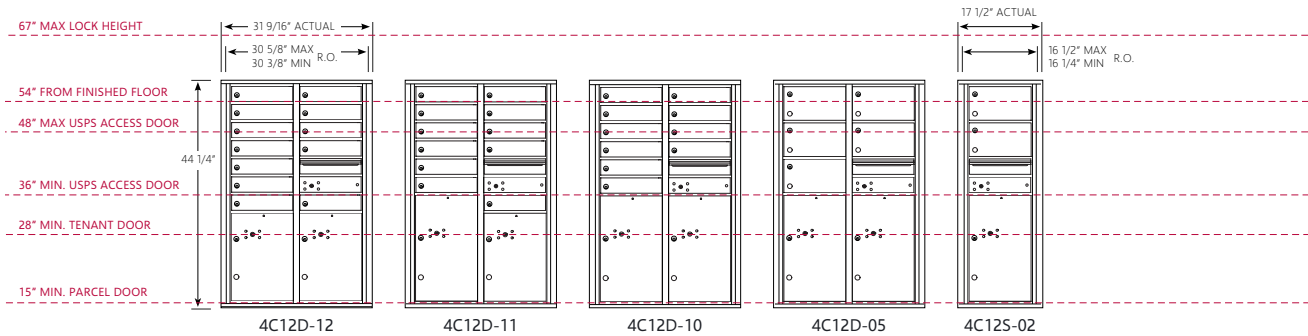 67" MAX LOCK HEIGHT
31 9/16" ACTUAL
17 1/2" ACTUAL
30 5/8" MAX
30 3/8" MIN
R.O.
16 1/2" MAX
16 1/4" MIN
R.O.
54" FROM FINISHED FLOOR
48" MAX USPS ACCESS DOOR
44 1/4"
36" MIN. USPS ACCESS DOOR
28" MIN. TENANT DOOR
15" MIN. PARCEL DOOR
4C12D-12
4C12D-11
4C12D-10
4C12D-05
4C12S-02